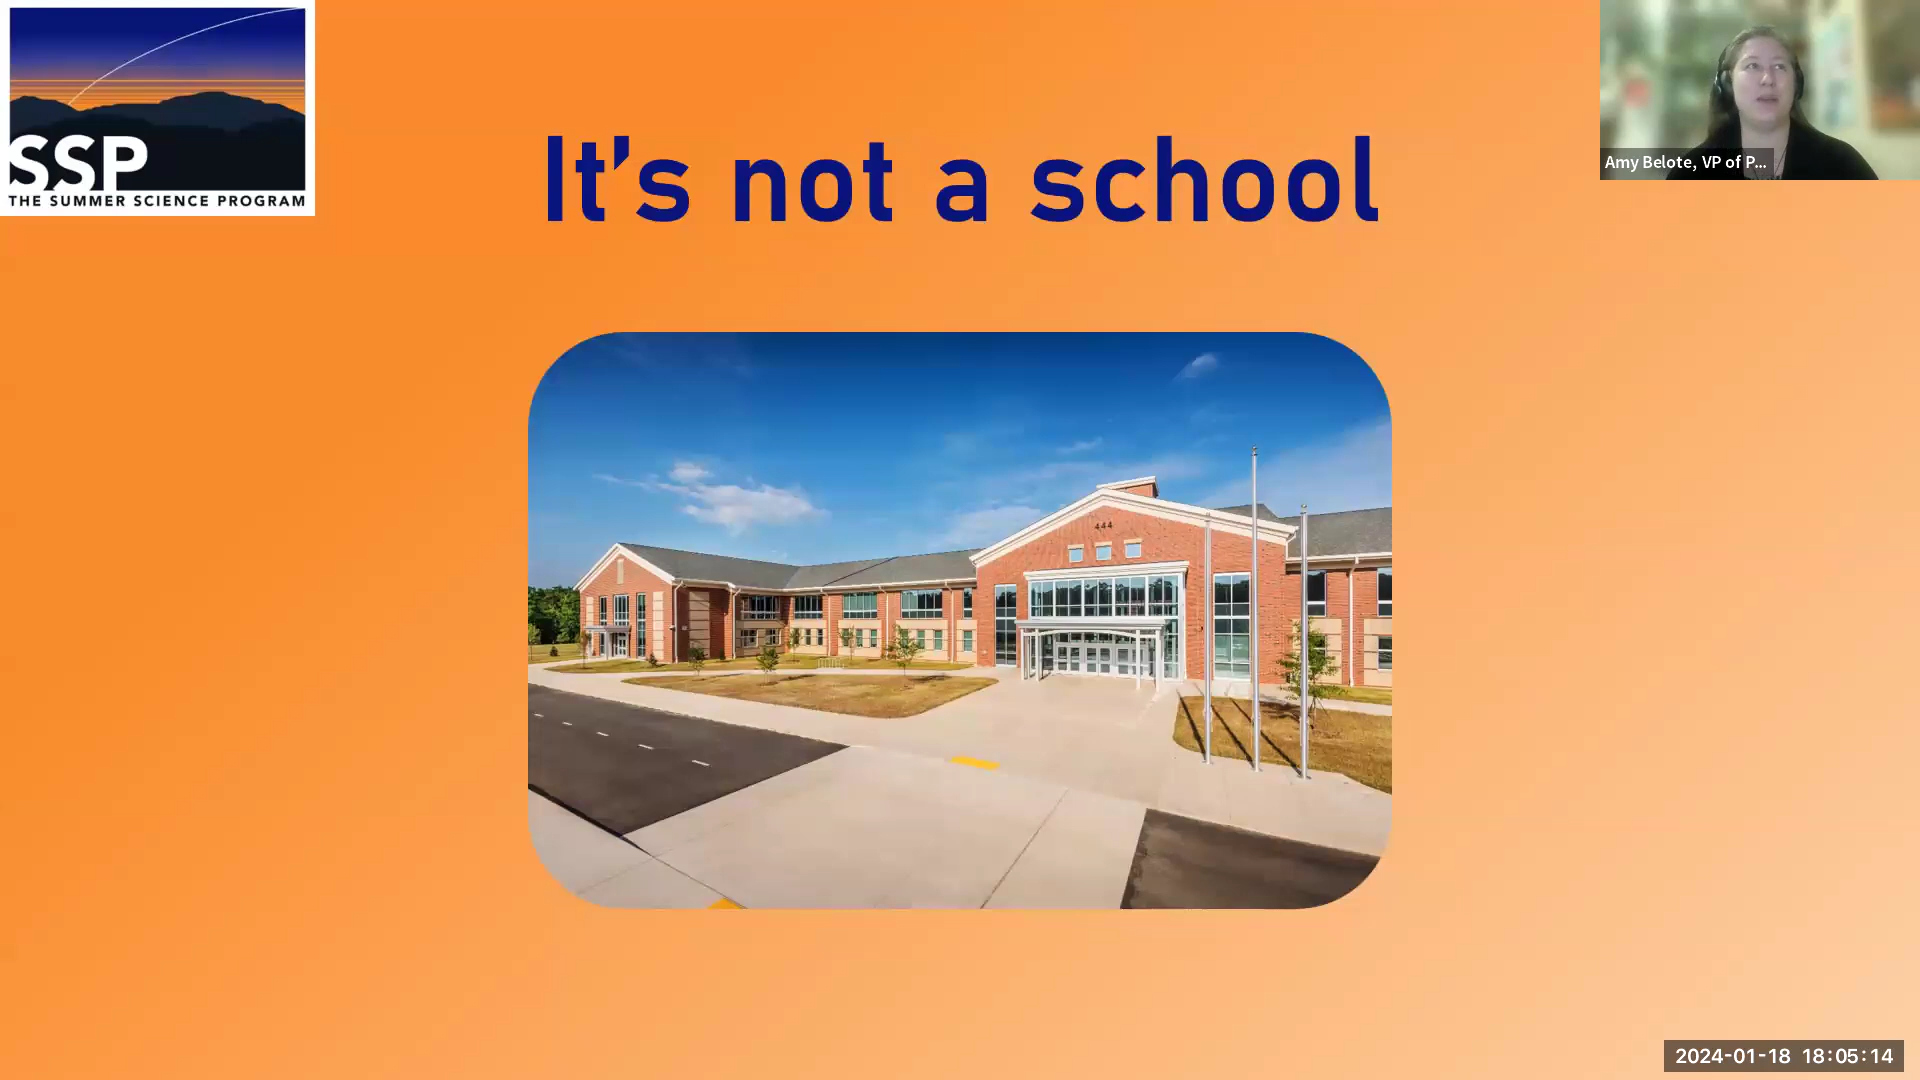 SSP
THE SUMMER SCIENCE PROGRAM
It's not a school
Amy Belote, VP of P...
444
2024-01-18 18:05:14